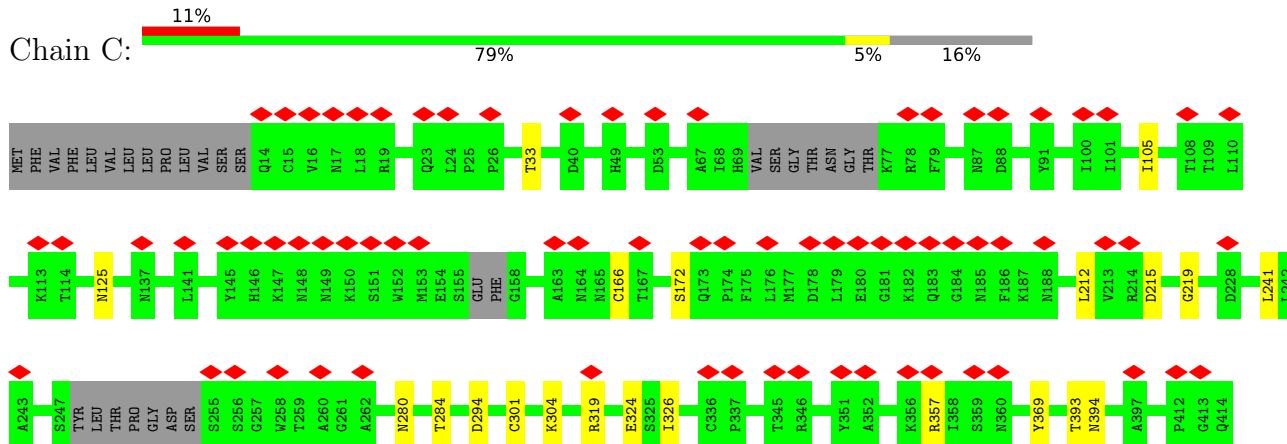 11%
Chain C:
79% 5% 16%
MET PHE VAL PHE LEU VAL LEU LEU PRO LEU VAL SER SER Q14 C15 V16 N17 L18 R19 Q23 L24 P25 P26 T33 D40 H49 D53 A67 I68 H69 VAL SER GLY THR ASN GLY THR K77 R78 F79 N87 D88 Y91 I100 I101 I105 T108 T109 L110
K113 T114 N125 N137 L141 Y145 H146 K147 N148 N149 K150 S151 W152 M153 E154 S155 GLU PHE G158 A163 N164 N165 C166 T167 S172 Q173 P174 F175 L176 M177 D178 L179 E180 G181 K182 Q183 G184 N185 F186 K187 N188 L212 V213 R214 D215 G219 D228 L241 L242
A243 S247 TYR LEU THR PRO GLY ASP SER S255 S256 G257 W258 T259 A260 G261 A262 N280 T284 D294 C301 K304 R319 E324 S325 I326 C336 P337 T345 R346 Y351 A352 K356 R357 I358 S359 N360 Y369 T393 N394 A397 P412 G413 Q414